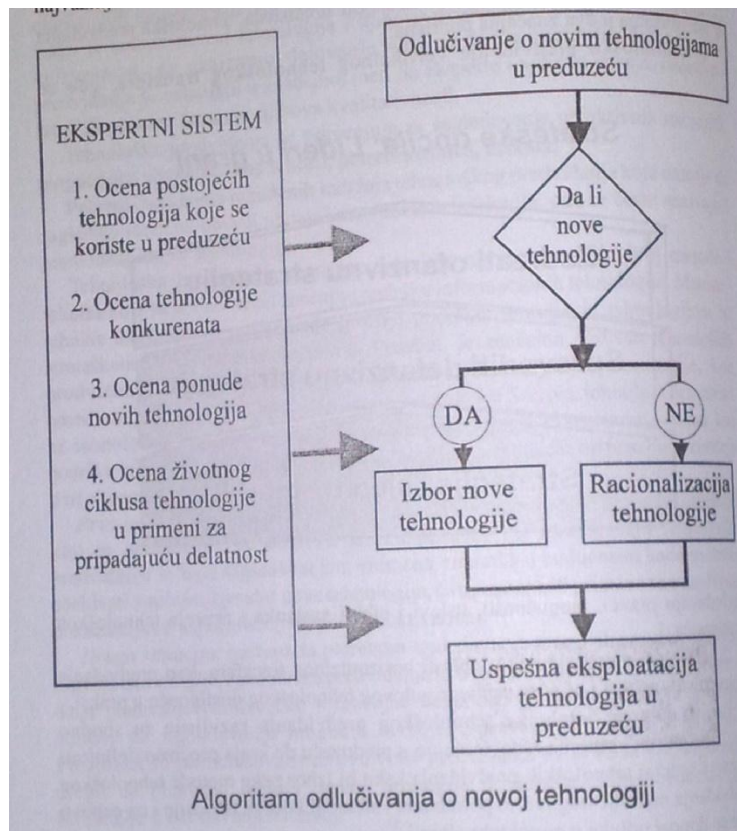 EKSPERTNI SISTEM
1. Ocena postojećih
tehnologija koje se
koriste u preduzeću
2. Ocena tehnologije
konkurenata
3. Ocena ponude
novih tehnologija
4. Ocena životnog
ciklusa tehnologije
u primeni za
pripadajuću delatnost
Odlučivanje o novim tehnologijama
u preduzeću
Da li
nove
tehnologije
DA
NE
Izbor nove
tehnologije
Racionalizacija
tehnologije
Uspešna eksploatacija
tehnologija u
preduzeću
Algoritam odlučivanja o novoj tehnologiji